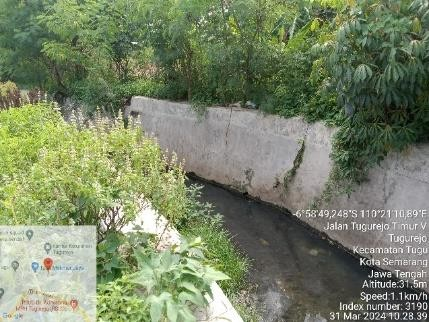 -6°58'49,248"S 110°21'10,89"E
Jalan Tugurejo Timur V
Tugurejo
Kecamatan Tugu
Kota Semarang
Jawa Tengah
Altitude:31.5m
Speed:1.1km/h
Index number: 3190
31 Mar 2024 10:28:39